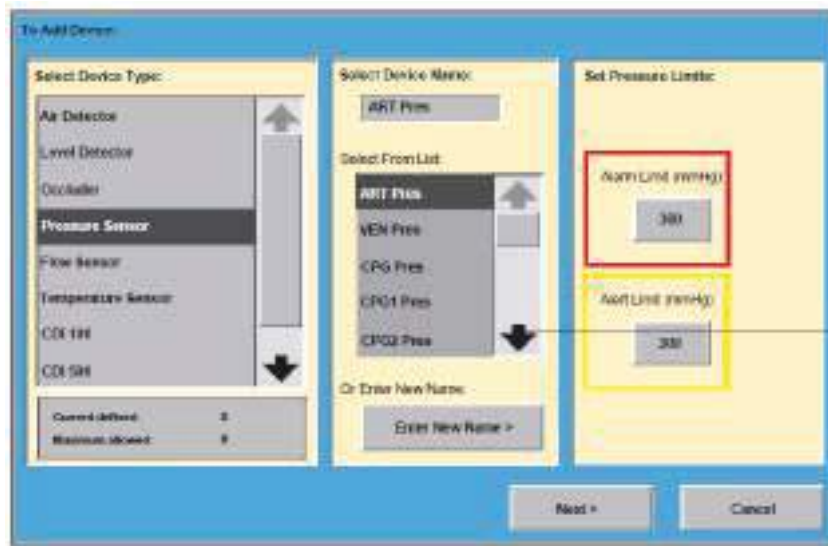 To Add Device:
Select Device Type:
Air Detector
Level Detector
Occluder
Pressure Sensor
Flow Sensor
Temperature Sensor
CDI 100
CDI 500
Current defined:
Maximum allowed:
Select Device Name:
ART Pres
Select From List:
ART Pres
VEN Pres
CPG Pres
CPG1 Pres
CPG2 Pres
Or Enter New Name:
Enter New Name >
Set Pressure Limits:
Alarm Limit (mmHg)
Alert Limit (mmHg)
Next >
Cancel